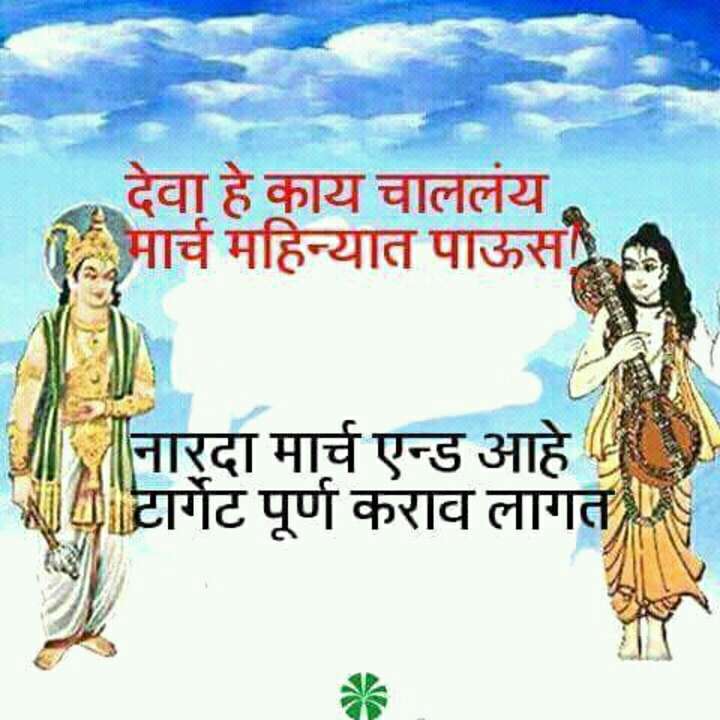 देवा हे काय चाललंय
मार्च महिन्यात पाऊस!
नारदा मार्च एन्ड आहे
टार्गेट पूर्ण कराव लागत